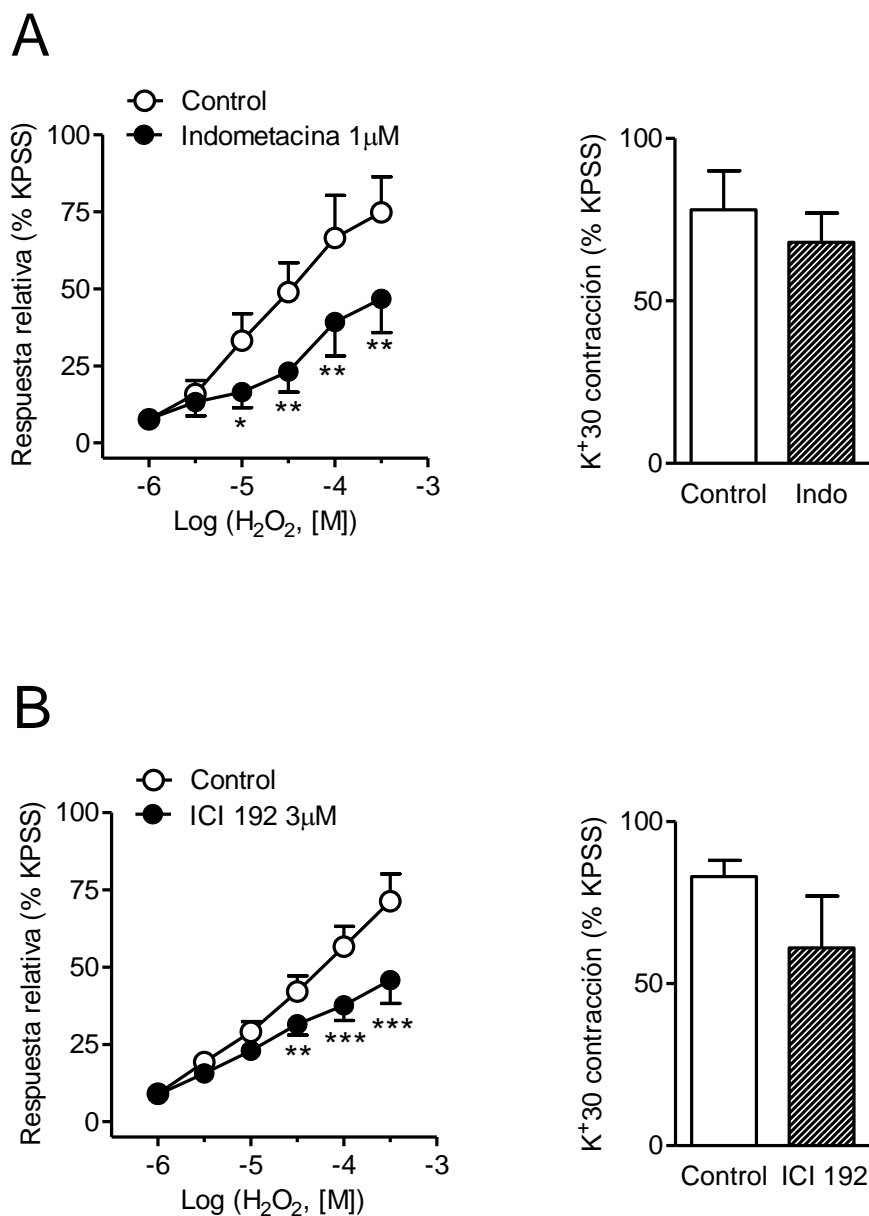 A
Control
Indometacina 1μM
Respuesta relativa (% KPSS)
100
75
50
25
0
*
**
**
**
-6
-5
-4
-3
Log (H₂O₂, [M])
K⁺30 contracción (% KPSS)
100
50
0
Control
Indo
B
Control
ICI 192 3μM
Respuesta relativa (% KPSS)
100
75
50
25
0
**
***
***
-6
-5
-4
-3
Log (H₂O₂, [M])
K⁺30 contracción (% KPSS)
100
50
0
Control
ICI 192